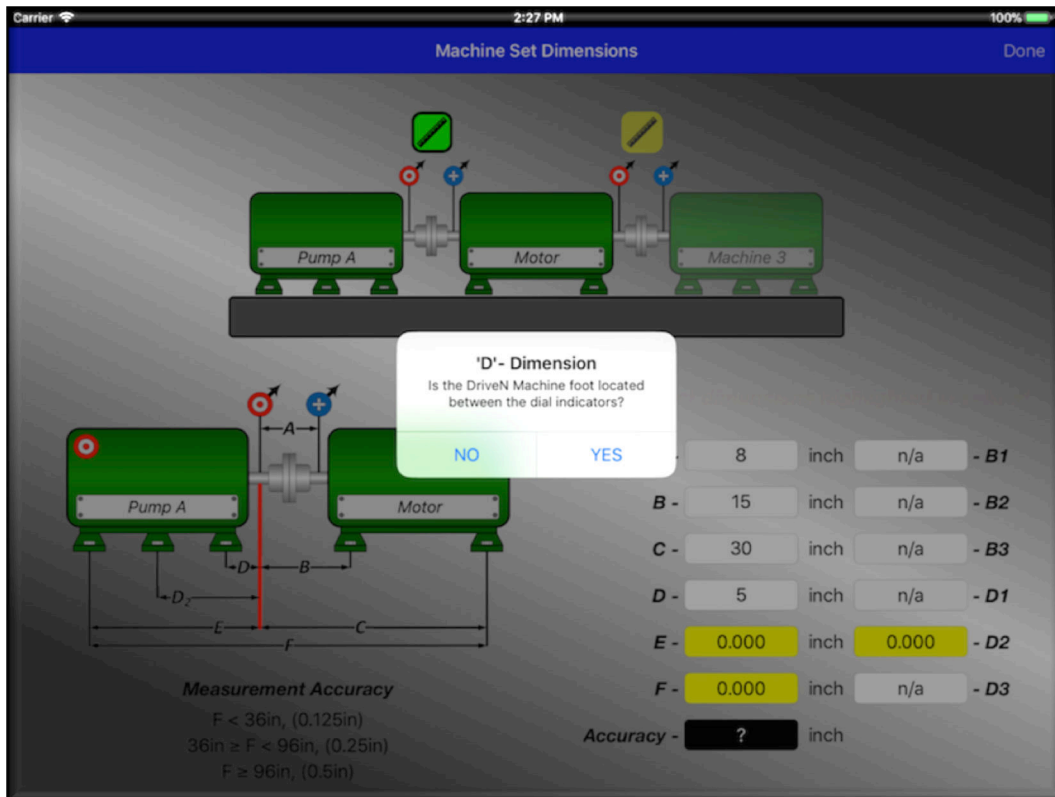 Carrier 2:27 PM 100%
Machine Set Dimensions Done
Pump A Motor Machine 3
'D'- Dimension
Is the DriveN Machine foot located
between the dial indicators?
NO YES
A
Pump A Motor
D B
D2
E C
F
- 8 inch n/a - B1
B - 15 inch n/a - B2
C - 30 inch n/a - B3
D - 5 inch n/a - D1
E - 0.000 inch 0.000 - D2
F - 0.000 inch n/a - D3
Accuracy - ? inch
Measurement Accuracy
F < 36in, (0.125in)
36in ≥ F < 96in, (0.25in)
F ≥ 96in, (0.5in)